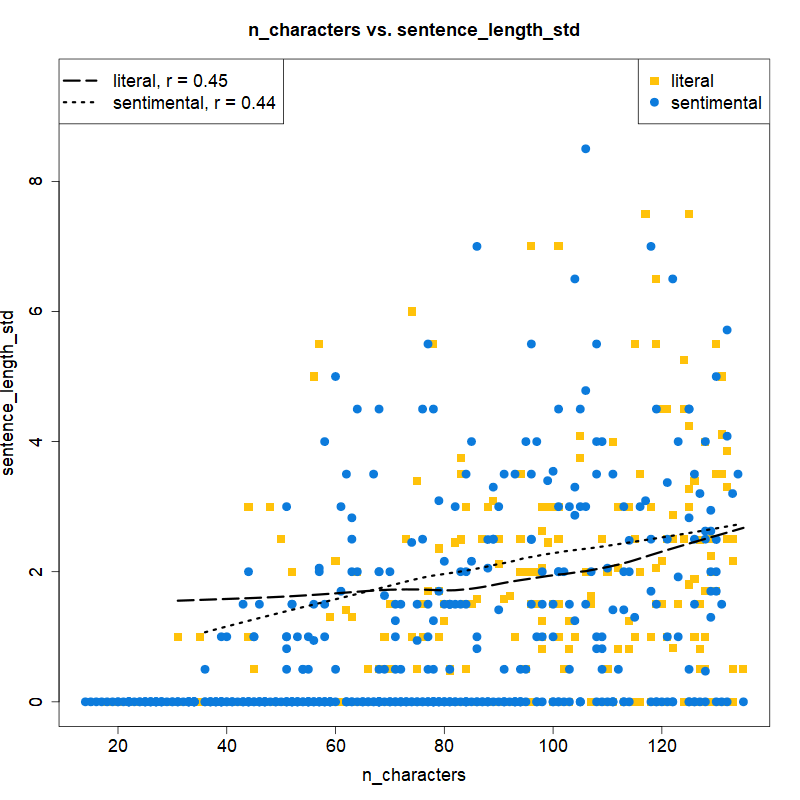 n_characters vs. sentence_length_std
literal, r = 0.45
sentimental, r = 0.44
literal
sentimental
sentence_length_std
8
6
4
2
0
20 40 60 80 100 120
n_characters